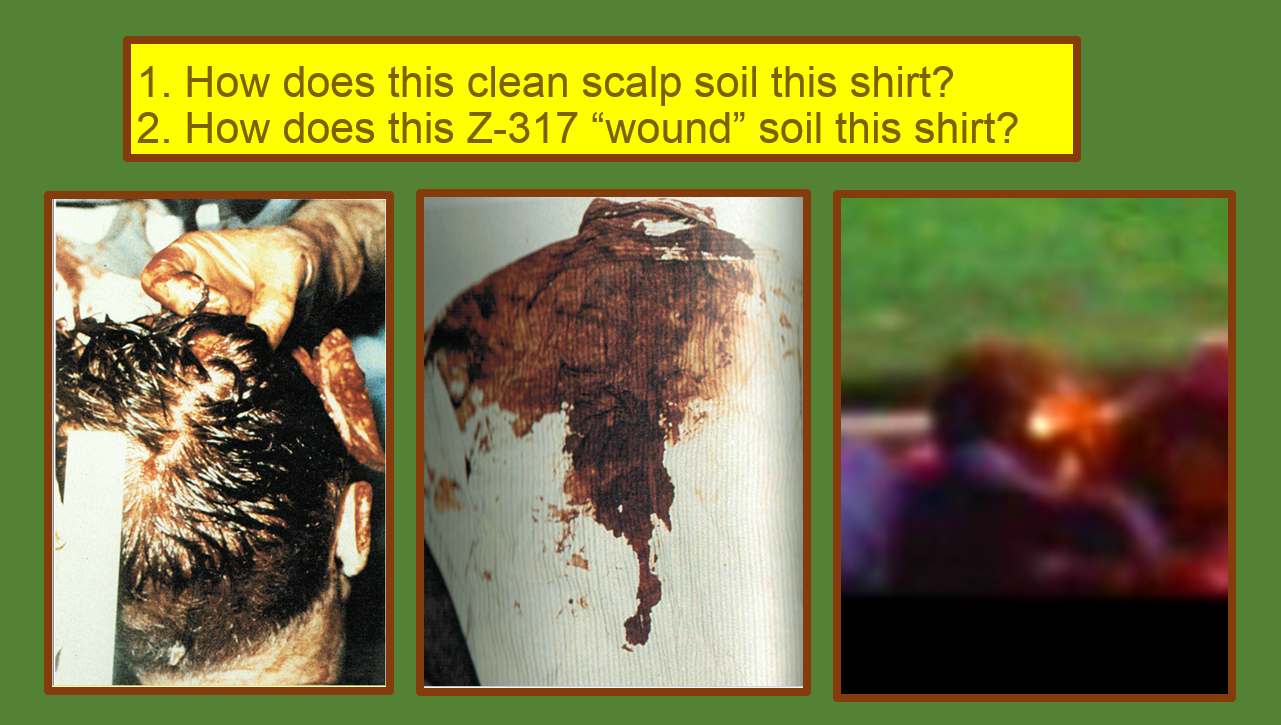 1. How does this clean scalp soil this shirt?
2. How does this Z-317 “wound” soil this shirt?